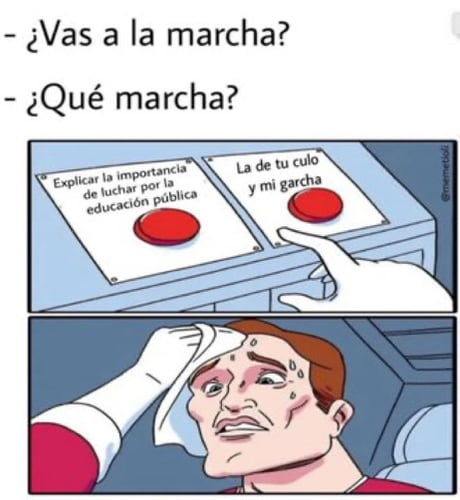 - ¿Vas a la marcha?
- ¿Qué marcha?
Explicar la importancia
de luchar por la
educación pública
La de tu culo
y mi garcha
@memetioli